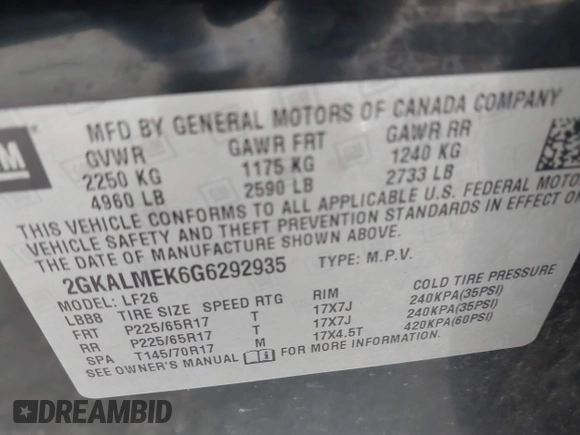 GM
MFD BY GENERAL MOTORS OF CANADA COMPANY
GVWR GAWR FRT GAWR RR
2250 KG 1175 KG 1240 KG
4960 LB 2590 LB 2733 LB
THIS VEHICLE CONFORMS TO ALL APPLICABLE U.S. FEDERAL MOTOR
VEHICLE SAFETY AND THEFT PREVENTION STANDARDS IN EFFECT ON
THE DATE OF MANUFACTURE SHOWN ABOVE.
2GKALMEK6G6292935 TYPE: M.P.V.
MODEL: LF26
LBB8 TIRE SIZE SPEED RTG RIM COLD TIRE PRESSURE
FRT P225/65R17 T 17X7J 240KPA(35PSI)
RR P225/65R17 T 17X7J 240KPA(35PSI)
SPA T145/70R17 M 17X4.5T 420KPA(60PSI)
SEE OWNER'S MANUAL FOR MORE INFORMATION.
DREAMBID